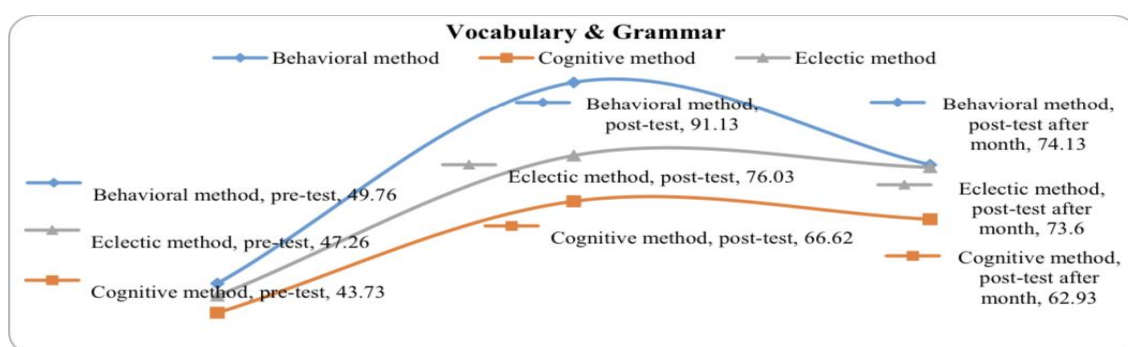 Vocabulary & Grammar
Behavioral method
Cognitive method
Eclectic method
Behavioral method,
post-test, 91.13
Behavioral method,
post-test after
month, 74.13
Eclectic method, post-test, 76.03
Behavioral method, pre-test, 49.76
Eclectic method,
post-test after
month, 73.6
Eclectic method, pre-test, 47.26
Cognitive method, post-test, 66.62
Cognitive method,
post-test after
month, 62.93
Cognitive method, pre-test, 43.73